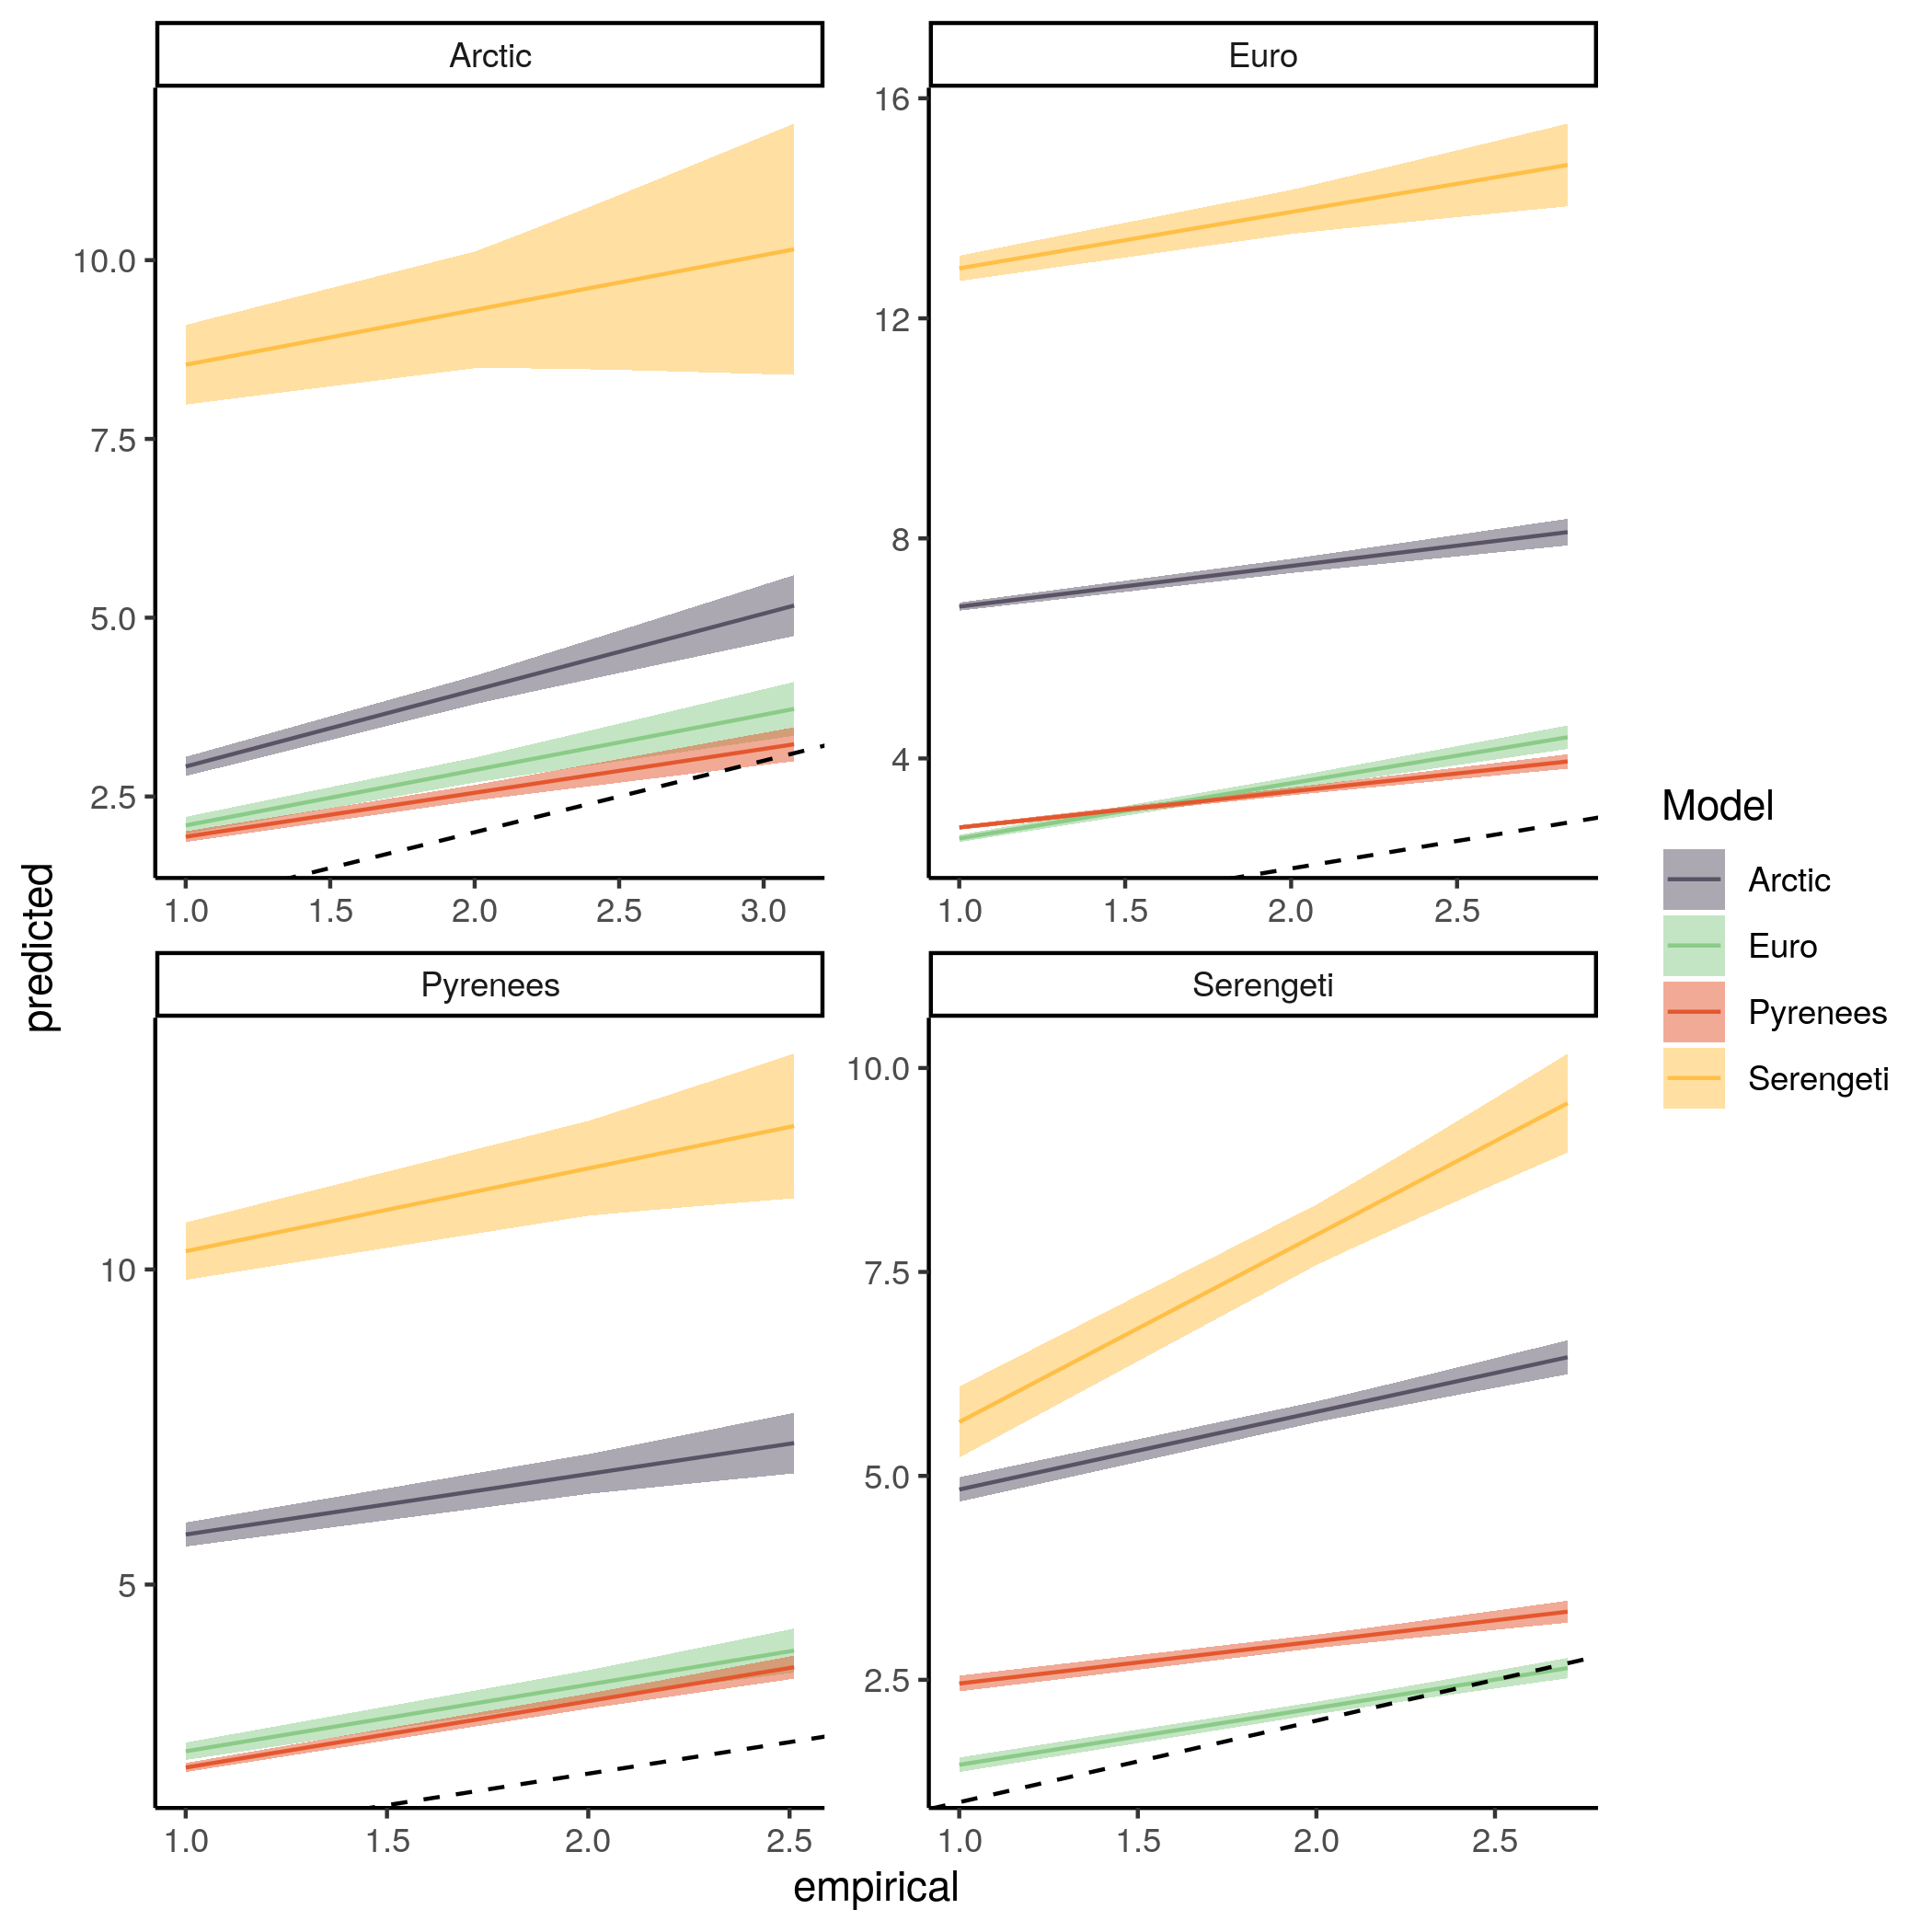 Arctic
Euro
predicted
10.0
7.5
5.0
2.5
1.0 1.5 2.0 2.5 3.0
16
12
8
4
1.0 1.5 2.0 2.5
Pyrenees
Serengeti
10
5
1.0 1.5 2.0 2.5
10.0
7.5
5.0
2.5
1.0 1.5 2.0 2.5
empirical
Model
Arctic
Euro
Pyrenees
Serengeti